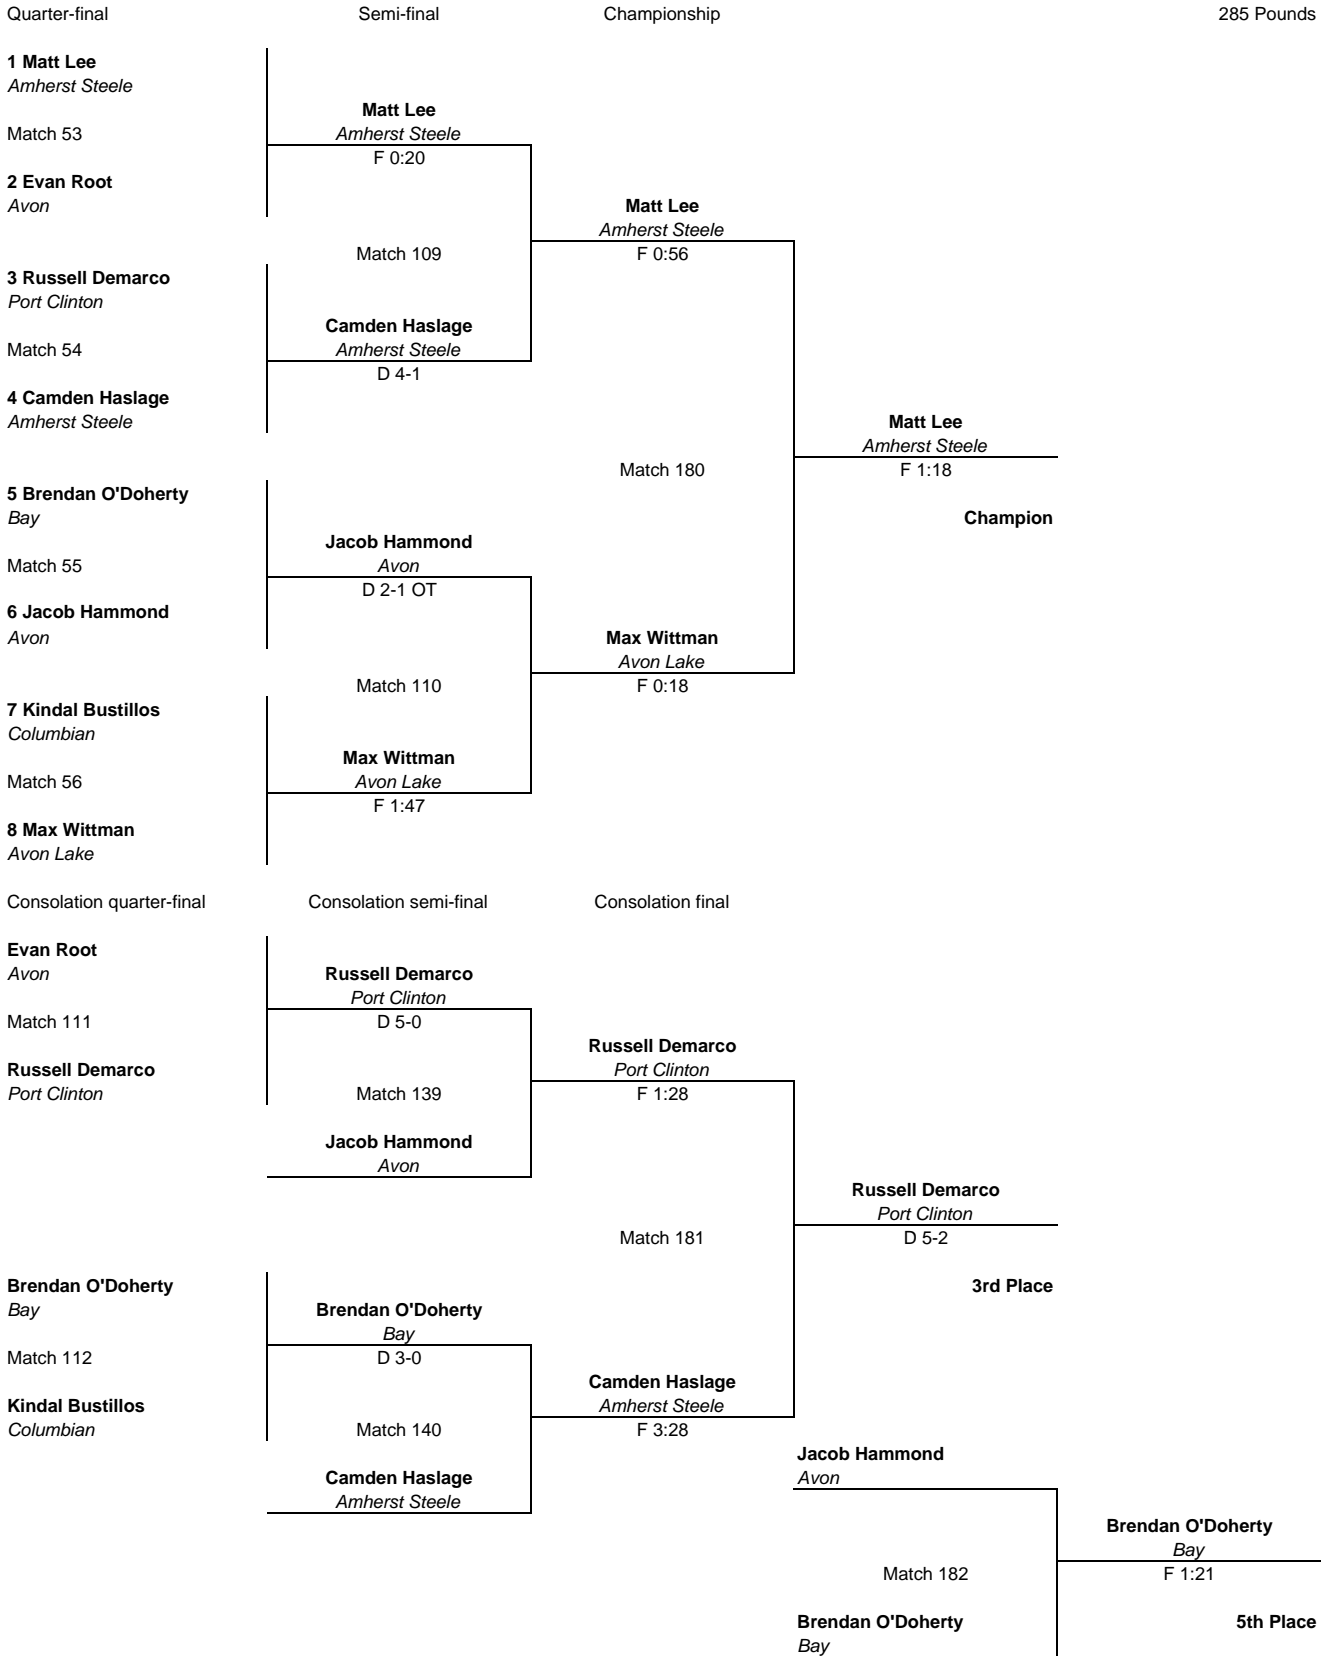 Quarter-final
Semi-final
Championship
285 Pounds
1 Matt Lee
Amherst Steele
Match 53
2 Evan Root
Avon
Matt Lee
Amherst Steele
F 0:20
Match 109
3 Russell Demarco
Port Clinton
Match 54
4 Camden Haslage
Amherst Steele
Camden Haslage
Amherst Steele
D 4-1
Matt Lee
Amherst Steele
F 0:56
Match 180
Matt Lee
Amherst Steele
F 1:18
Champion
5 Brendan O'Doherty
Bay
Match 55
6 Jacob Hammond
Avon
Jacob Hammond
Avon
D 2-1 OT
Match 110
7 Kindal Bustillos
Columbian
Match 56
8 Max Wittman
Avon Lake
Max Wittman
Avon Lake
F 1:47
Max Wittman
Avon Lake
F 0:18
Consolation quarter-final
Consolation semi-final
Consolation final
Evan Root
Avon
Match 111
Russell Demarco
Port Clinton
Russell Demarco
Port Clinton
D 5-0
Match 139
Jacob Hammond
Avon
Russell Demarco
Port Clinton
F 1:28
Match 181
Russell Demarco
Port Clinton
D 5-2
3rd Place
Brendan O'Doherty
Bay
Match 112
Kindal Bustillos
Columbian
Brendan O'Doherty
Bay
D 3-0
Match 140
Camden Haslage
Amherst Steele
Camden Haslage
Amherst Steele
F 3:28
Jacob Hammond
Avon
Match 182
Brendan O'Doherty
Bay
Brendan O'Doherty
Bay
F 1:21
5th Place